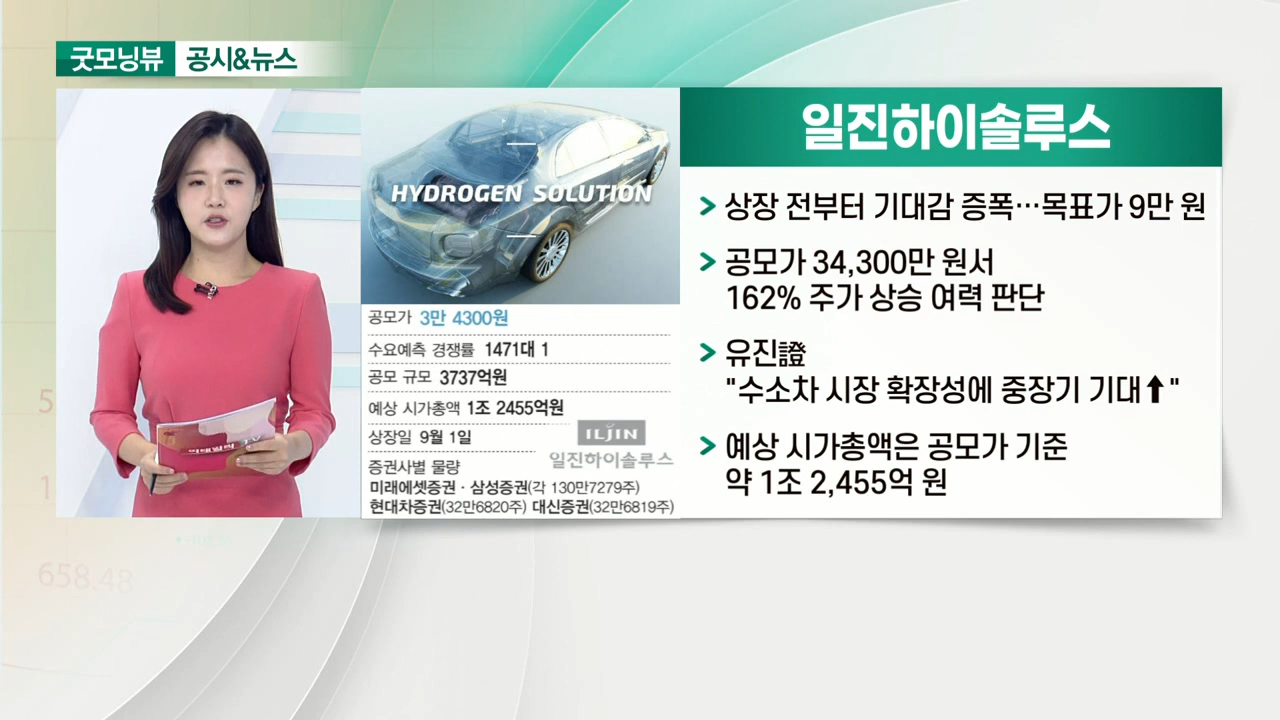 굿모닝뷰 공시&뉴스
HYDROGEN SOLUTION
공모가 3만 4300원
수요예측 경쟁률 1471대 1
공모 규모 3737억원
예상 시가총액 1조 2455억원
상장일 9월 1일
ILJIN
일진하이솔루스
증권사별 물량
미래에셋증권 · 삼성증권(각 130만7279주)
현대차증권(32만6820주) 대신증권(32만6819주)
일진하이솔루스
> 상장 전부터 기대감 증폭…목표가 9만 원
> 공모가 34,300만 원서
162% 주가 상승 여력 판단
> 유진證
"수소차 시장 확장성에 중장기 기대⬆"
> 예상 시가총액은 공모가 기준
약 1조 2,455억 원
658.48